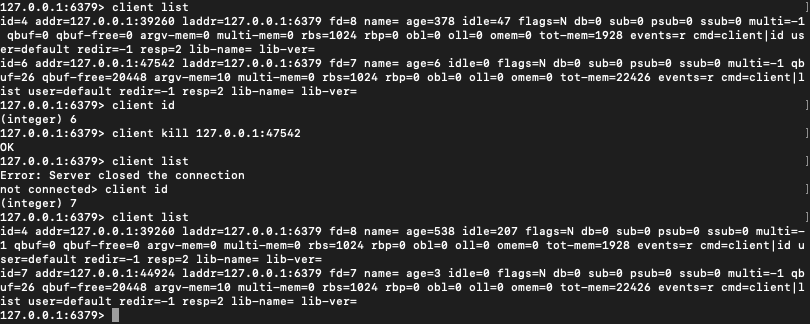 127.0.0.1:6379> client list
id=4 addr=127.0.0.1:39260 laddr=127.0.0.1:6379 fd=8 name= age=378 idle=47 flags=N db=0 sub=0 psub=0 ssub=0 multi=-1
 qbuf=0 qbuf-free=0 argv-mem=0 multi-mem=0 rbs=1024 rbp=0 obl=0 oll=0 omem=0 tot-mem=1928 events=r cmd=client|id us
er=default redir=-1 resp=2 lib-name= lib-ver=
id=6 addr=127.0.0.1:47542 laddr=127.0.0.1:6379 fd=7 name= age=6 idle=0 flags=N db=0 sub=0 psub=0 ssub=0 multi=-1 qb
uf=26 qbuf-free=20448 argv-mem=10 multi-mem=0 rbs=1024 rbp=0 obl=0 oll=0 omem=0 tot-mem=22426 events=r cmd=client|l
ist user=default redir=-1 resp=2 lib-name= lib-ver=
127.0.0.1:6379> client id
(integer) 6
127.0.0.1:6379> client kill 127.0.0.1:47542
OK
127.0.0.1:6379> client list
Error: Server closed the connection
not connected> client id
(integer) 7
127.0.0.1:6379> client list
id=4 addr=127.0.0.1:39260 laddr=127.0.0.1:6379 fd=8 name= age=538 idle=207 flags=N db=0 sub=0 psub=0 ssub=0 multi=-
1 qbuf=0 qbuf-free=0 argv-mem=0 multi-mem=0 rbs=1024 rbp=0 obl=0 oll=0 omem=0 tot-mem=1928 events=r cmd=client|id u
ser=default redir=-1 resp=2 lib-name= lib-ver=
id=7 addr=127.0.0.1:44924 laddr=127.0.0.1:6379 fd=7 name= age=3 idle=0 flags=N db=0 sub=0 psub=0 ssub=0 multi=-1 qb
uf=26 qbuf-free=20448 argv-mem=10 multi-mem=0 rbs=1024 rbp=0 obl=0 oll=0 omem=0 tot-mem=22426 events=r cmd=client|l
ist user=default redir=-1 resp=2 lib-name= lib-ver=
127.0.0.1:6379>